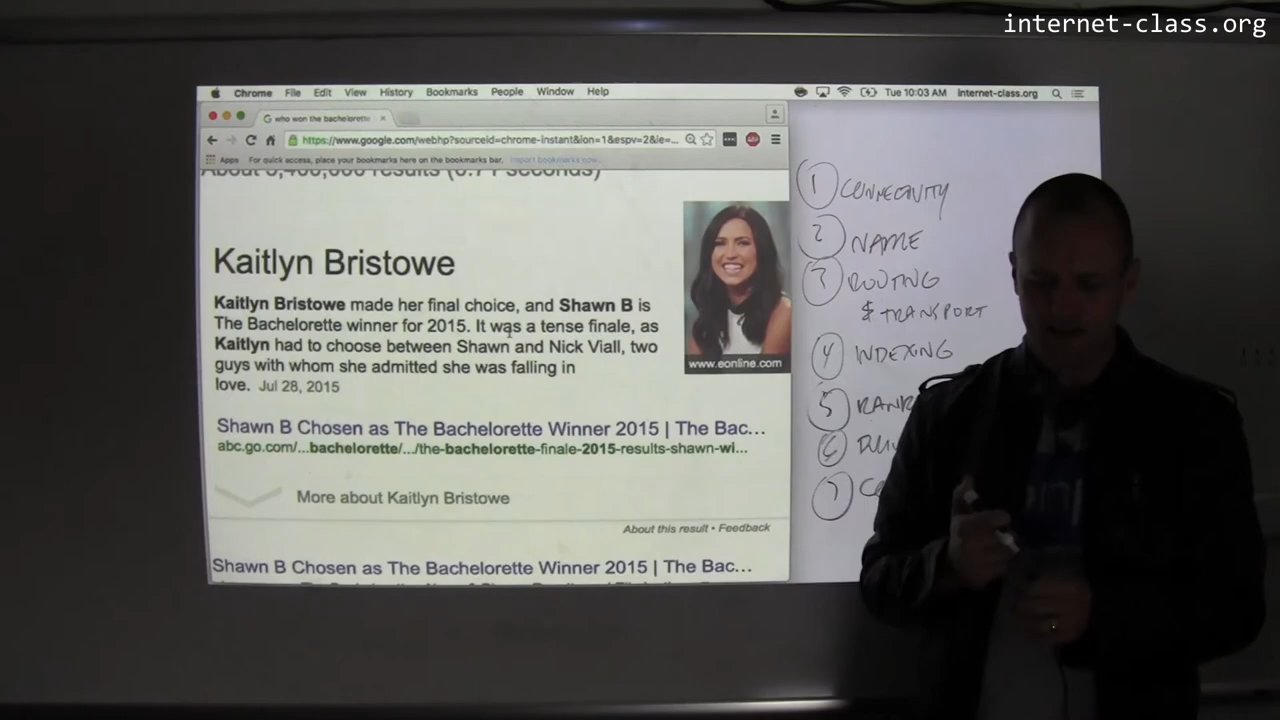 internet-class.org
Chrome File Edit View History Bookmarks People Window Help Tue 10:03 AM internet-class.org
who won the bachelorette
https://www.google.com/webhp?sourceid=chrome-instant&ion=1&espv=2&ie=...
Apps For quick access, place your bookmarks here on the bookmarks bar. Import bookmarks now...
Kaitlyn Bristowe
Kaitlyn Bristowe made her final choice, and Shawn B is
The Bachelorette winner for 2015. It was a tense finale, as
Kaitlyn had to choose between Shawn and Nick Viall, two
guys with whom she admitted she was falling in
love. Jul 28, 2015
www.eonline.com
Shawn B Chosen as The Bachelorette Winner 2015 | The Bac...
abc.go.com/...bachelorette/.../the-bachelorette-finale-2015-results-shawn-wi...
More about Kaitlyn Bristowe
About this result • Feedback
Shawn B Chosen as The Bachelorette Winner 2015 | The Bac...
1 CONNECTIVITY
2 NAME
3 ROUTING
& TRANSPORT
4 INDEXING
5
6
7